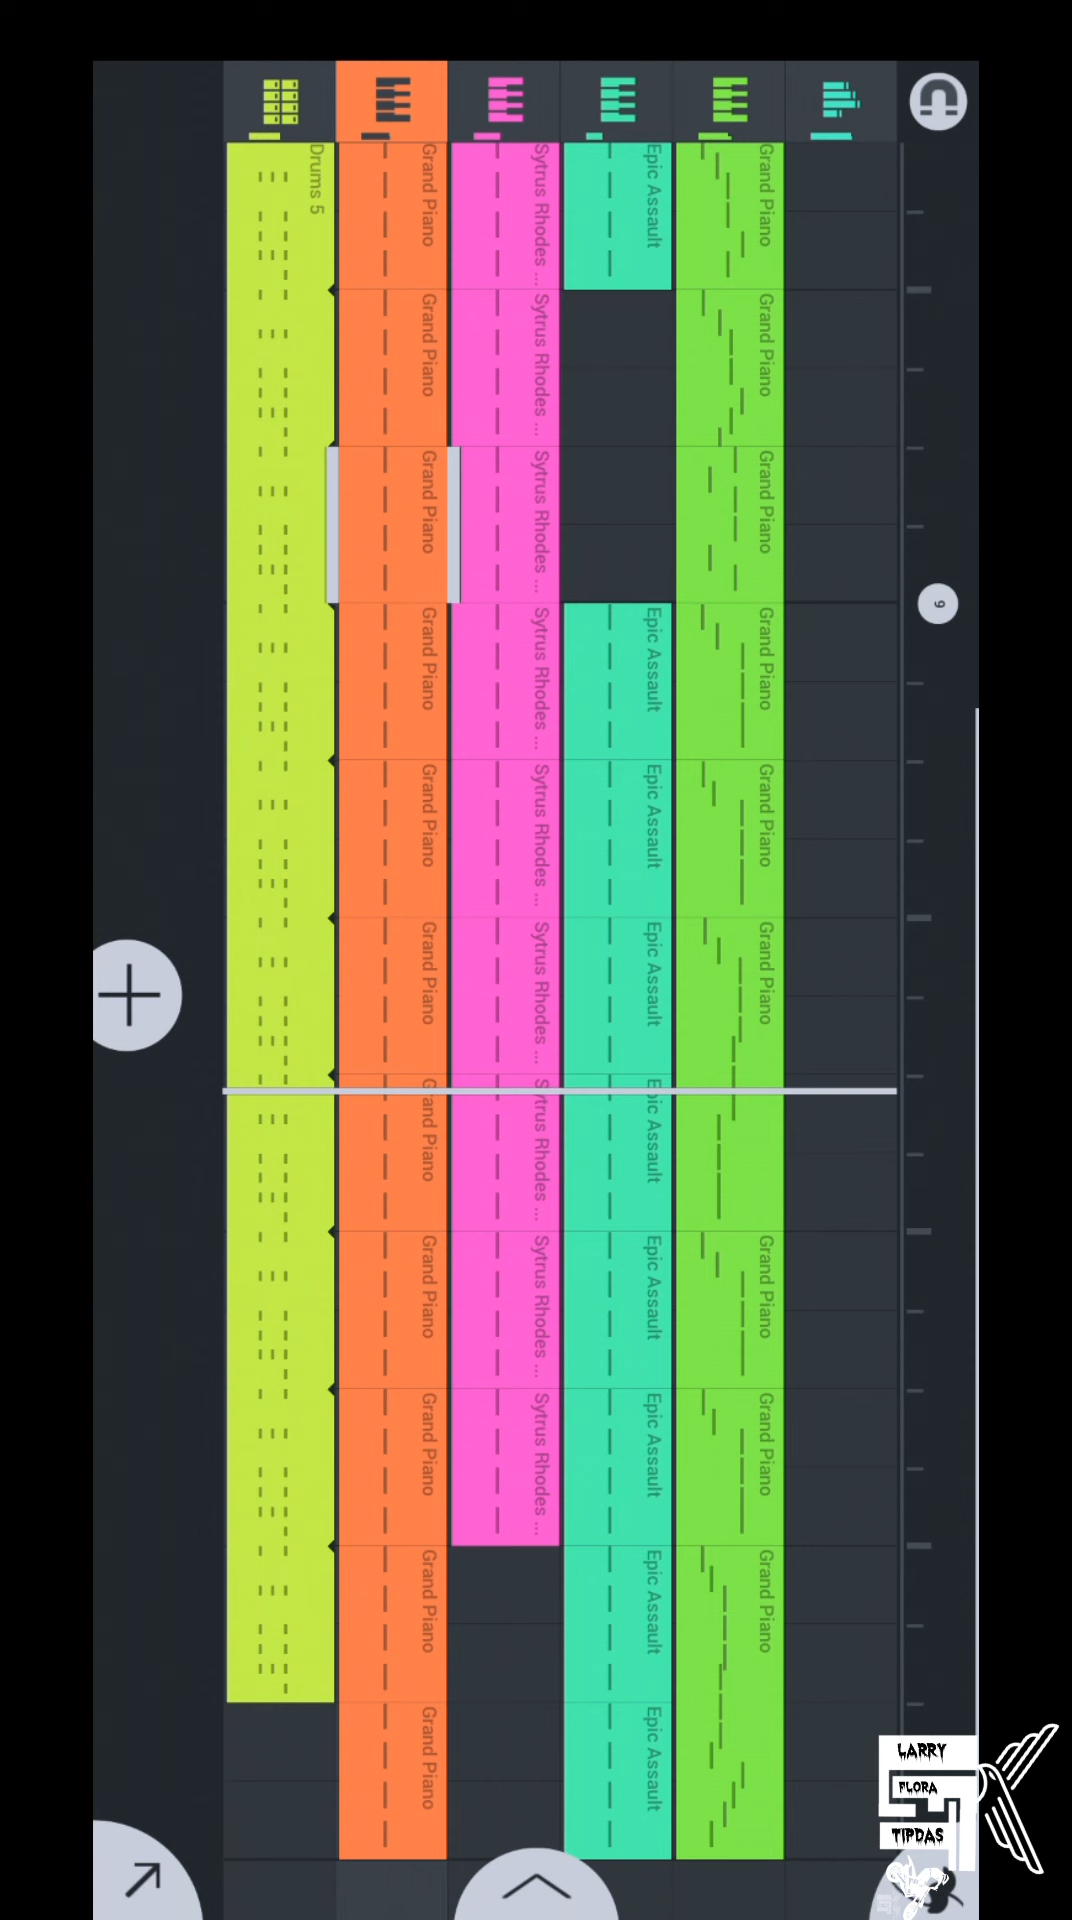 9
Grand Piano Grand Piano Grand Piano Grand Piano Grand Piano Grand Piano Grand Piano Grand Piano Grand Piano
Epic Assault Epic Assault Epic Assault Epic Assault Epic Assault Epic Assault Epic Assault Epic Assault Epic Assault
Sytrus Rhodes ... Sytrus Rhodes ... Sytrus Rhodes ... Sytrus Rhodes ... Sytrus Rhodes ... Sytrus Rhodes ... Sytrus Rhodes ... Sytrus Rhodes ... Sytrus Rhodes ...
Grand Piano Grand Piano Grand Piano Grand Piano Grand Piano Grand Piano Grand Piano Grand Piano Grand Piano Grand Piano Grand Piano
Drums 5
LARRY
FLORA
TIPDAS